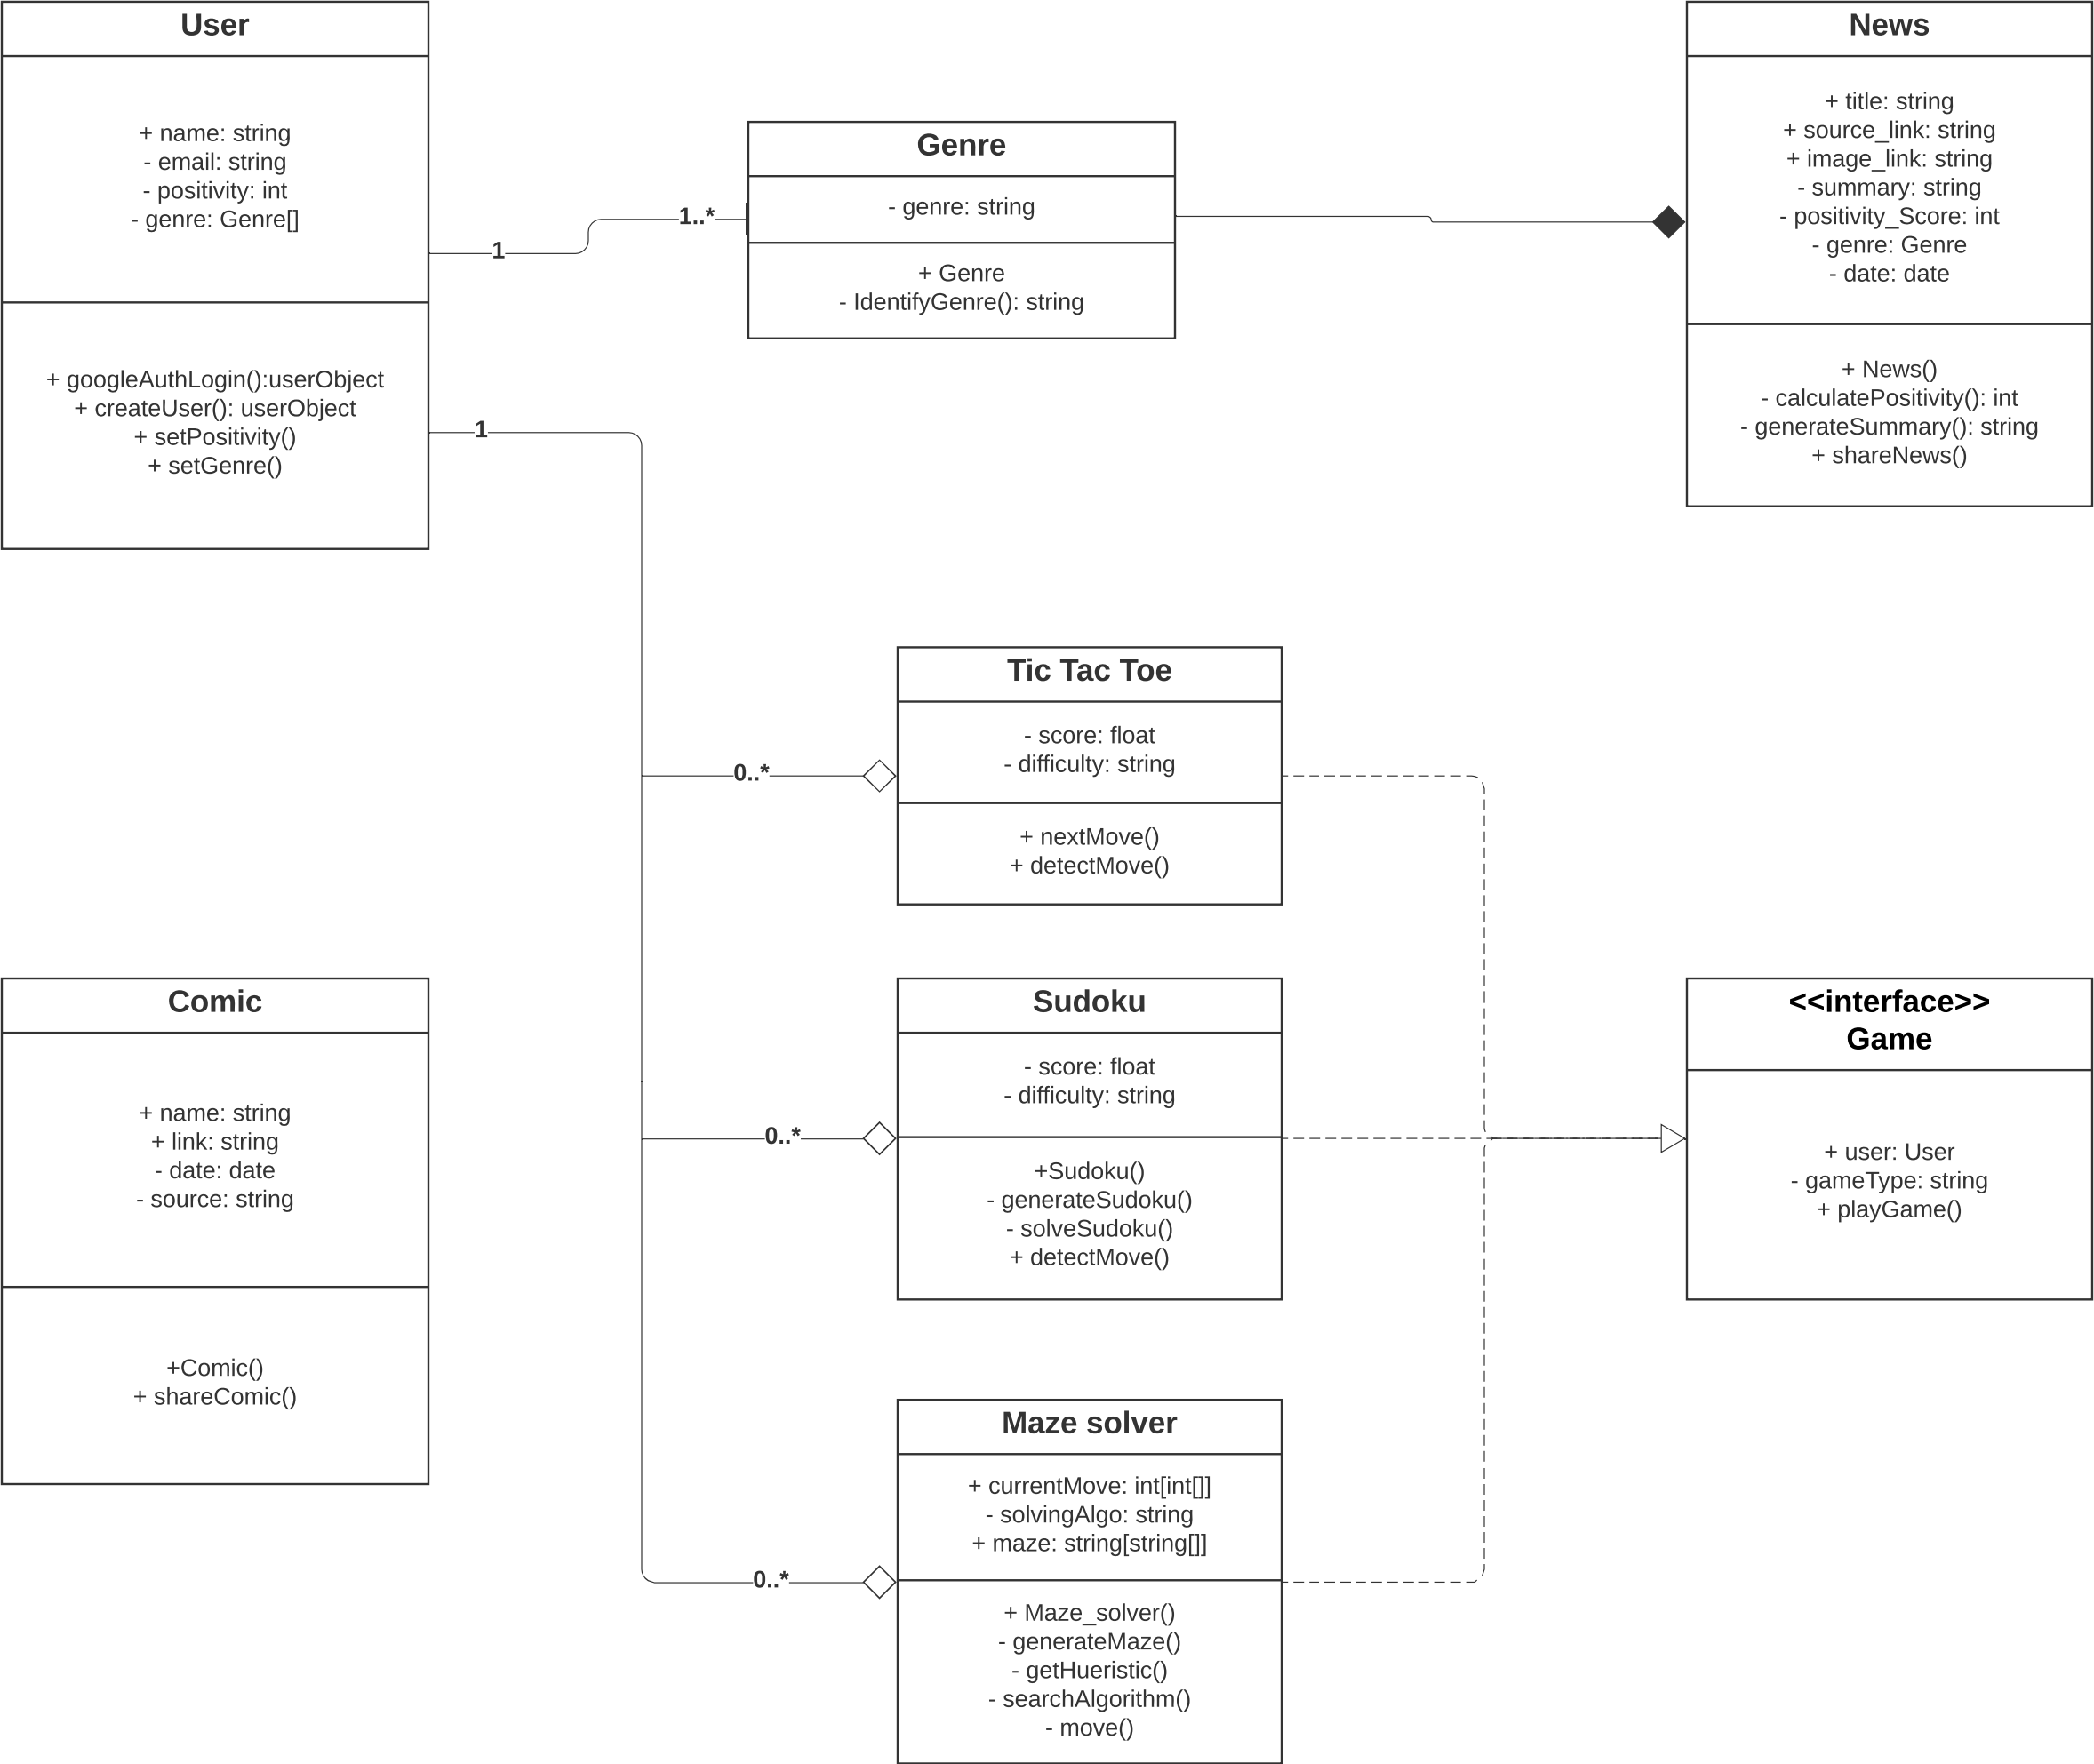 User
+ name: string
- email: string
- positivity: int
- genre: Genre[]
+ googleAuthLogin():userObject
+ createUser(): userObject
+ setPositivity()
+ setGenre()
1
1..*
1
Genre
- genre: string
+ Genre
- IdentifyGenre(): string
News
+ title: string
+ source_link: string
+ image_link: string
- summary: string
- positivity_Score: int
- genre: Genre
- date: date
+ News()
- calculatePositivity(): int
- generateSummary(): string
+ shareNews()
0..*
Tic Tac Toe
- score: float
- difficulty: string
+ nextMove()
+ detectMove()
Comic
+ name: string
+ link: string
- date: date
- source: string
+Comic()
+ shareComic()
0..*
Sudoku
- score: float
- difficulty: string
+Sudoku()
- generateSudoku()
- solveSudoku()
+ detectMove()
<<interface>>
Game
+ user: User
- gameType: string
+ playGame()
0..*
Maze solver
+ currentMove: int[int[]]
- solvingAlgo: string
+ maze: string[string[]]
+ Maze_solver()
- generateMaze()
- getHueristic()
- searchAlgorithm()
- move()